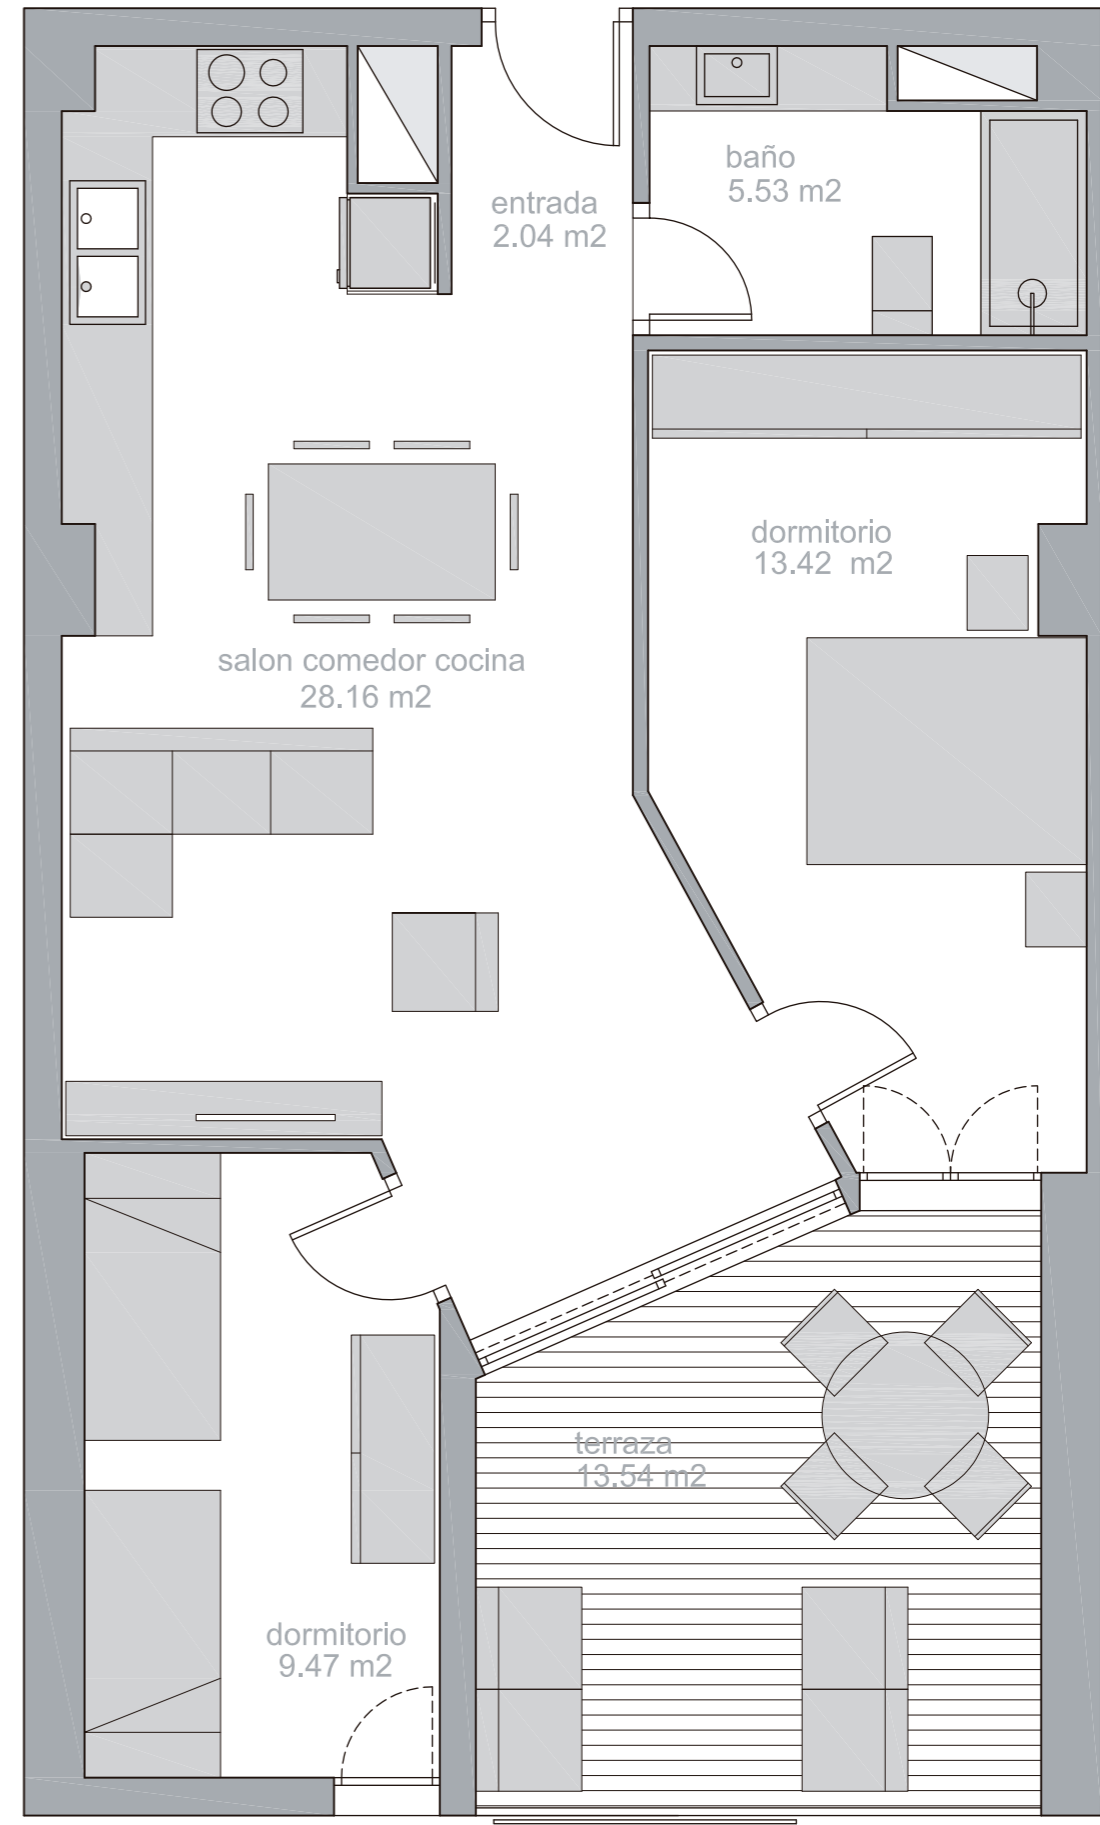 baño
5.53 m2
entrada
2.04 m2
dormitorio
13.42 m2
salon comedor cocina
28.16 m2
terraza
13.54 m2
dormitorio
9.47 m2